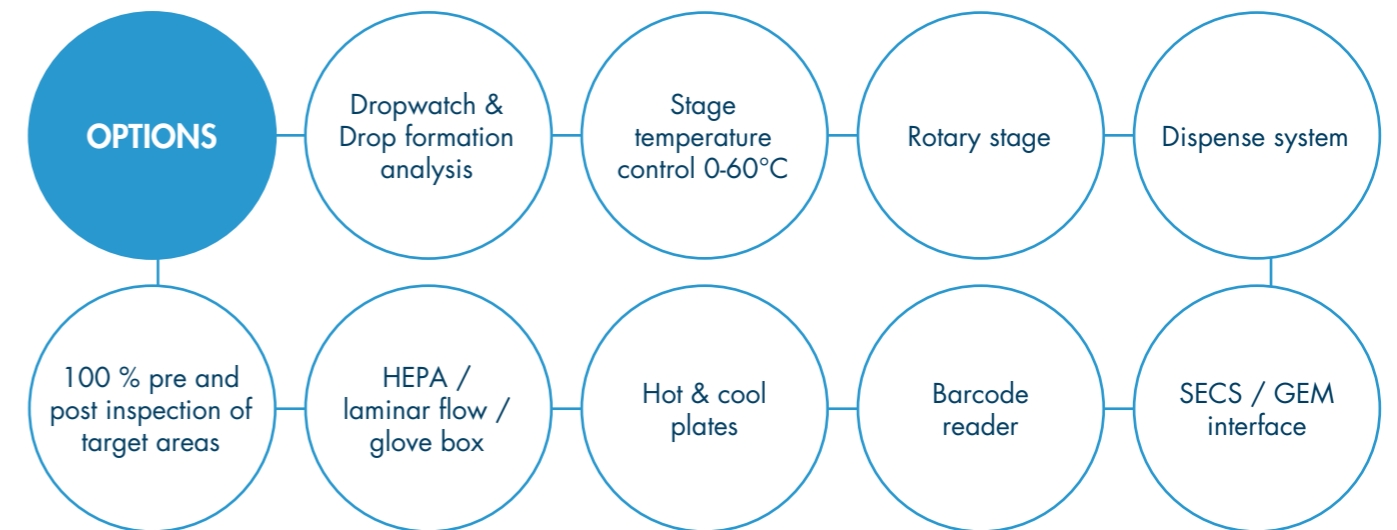 OPTIONS
Dropwatch &
Drop formation
analysis
Stage
temperature
control 0-60°C
Rotary stage
Dispense system
100 % pre and
post inspection of
target areas
HEPA /
laminar flow /
glove box
Hot & cool
plates
Barcode
reader
SECS / GEM
interface